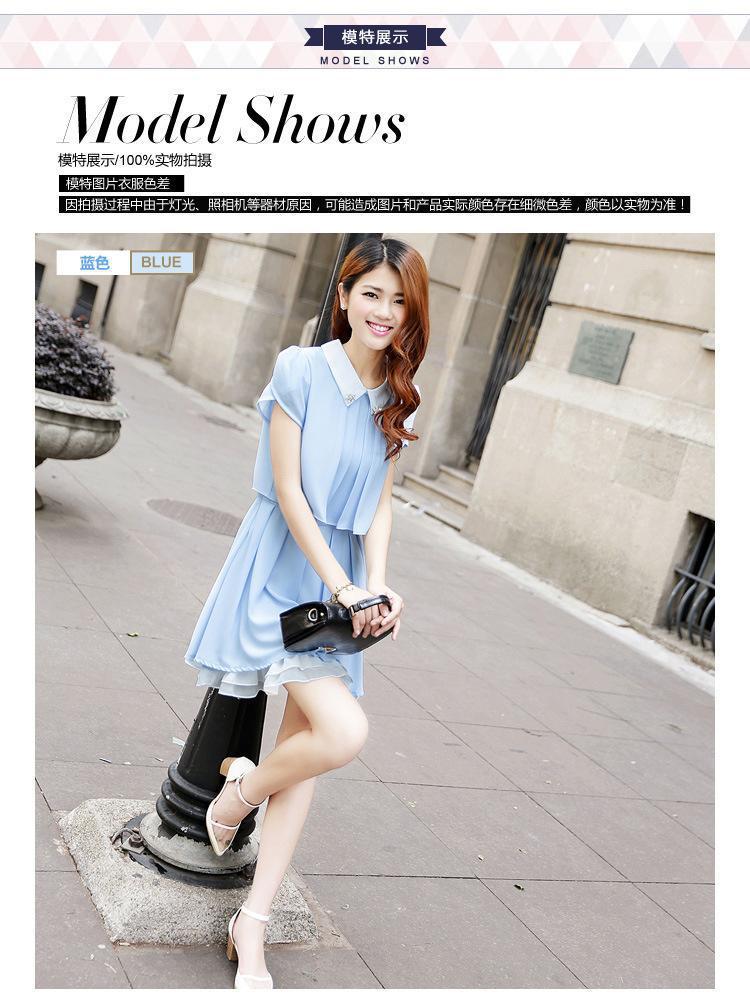 模特展示
MODEL SHOWS
Model Shows
模特展示/100%实物拍摄
模特图片衣服色差
因拍摄过程中由于灯光、照相机等器材原因，可能造成图片和产品实际颜色存在细微色差，颜色以实物为准！
蓝色 BLUE